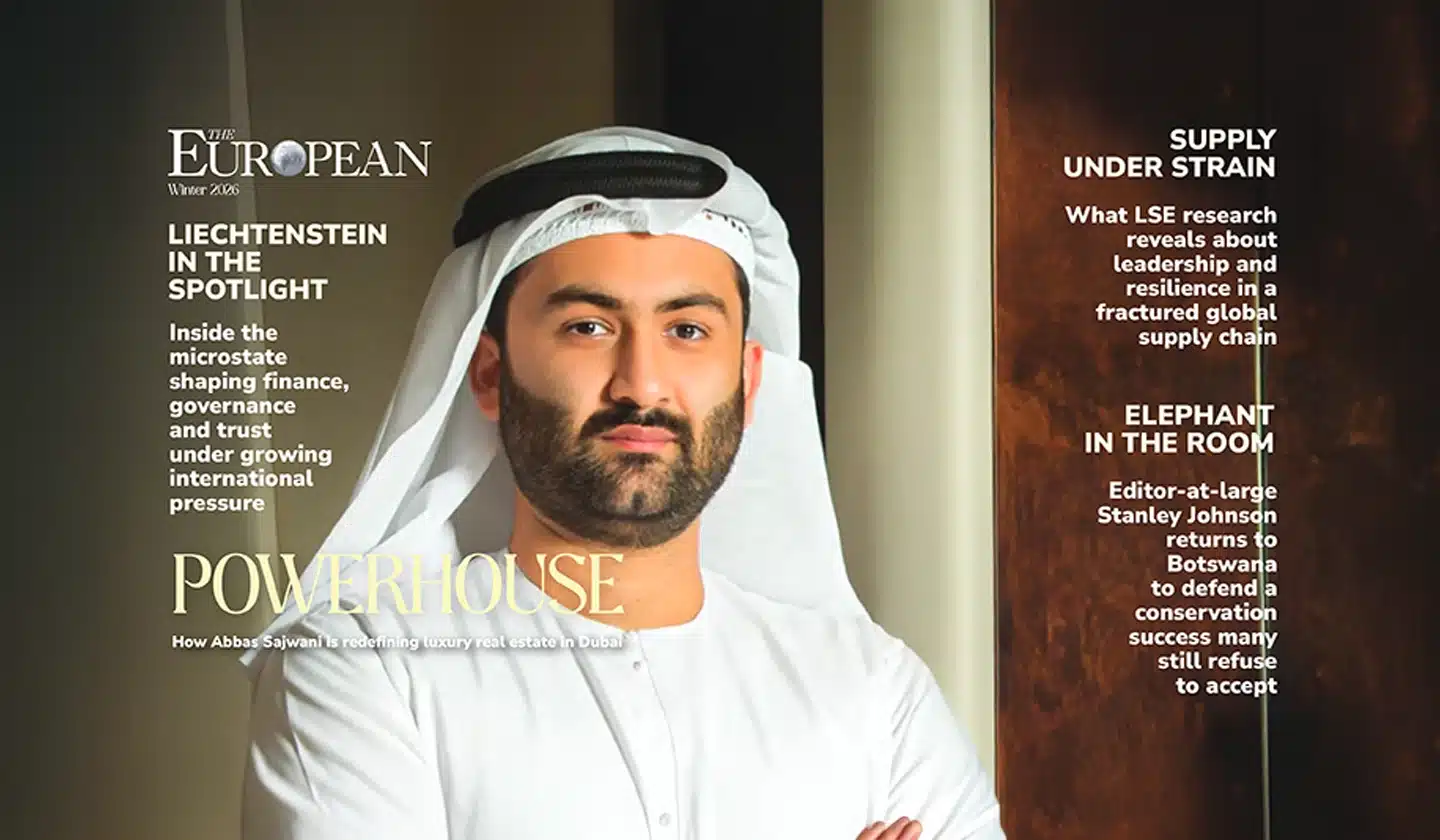 THE
EUROPEAN
Winter 2026
LIECHTENSTEIN
IN THE
SPOTLIGHT
Inside the
microstate
shaping finance,
governance
and trust
under growing
international
pressure
POWERHOUSE
How Abbas Sajwani is redefining luxury real estate in Dubai
SUPPLY
UNDER STRAIN
What LSE research
reveals about
leadership and
resilience in a
fractured global
supply chain
ELEPHANT
IN THE ROOM
Editor-at-large
Stanley Johnson
returns to
Botswana
to defend a
conservation
success many
still refuse
to accept